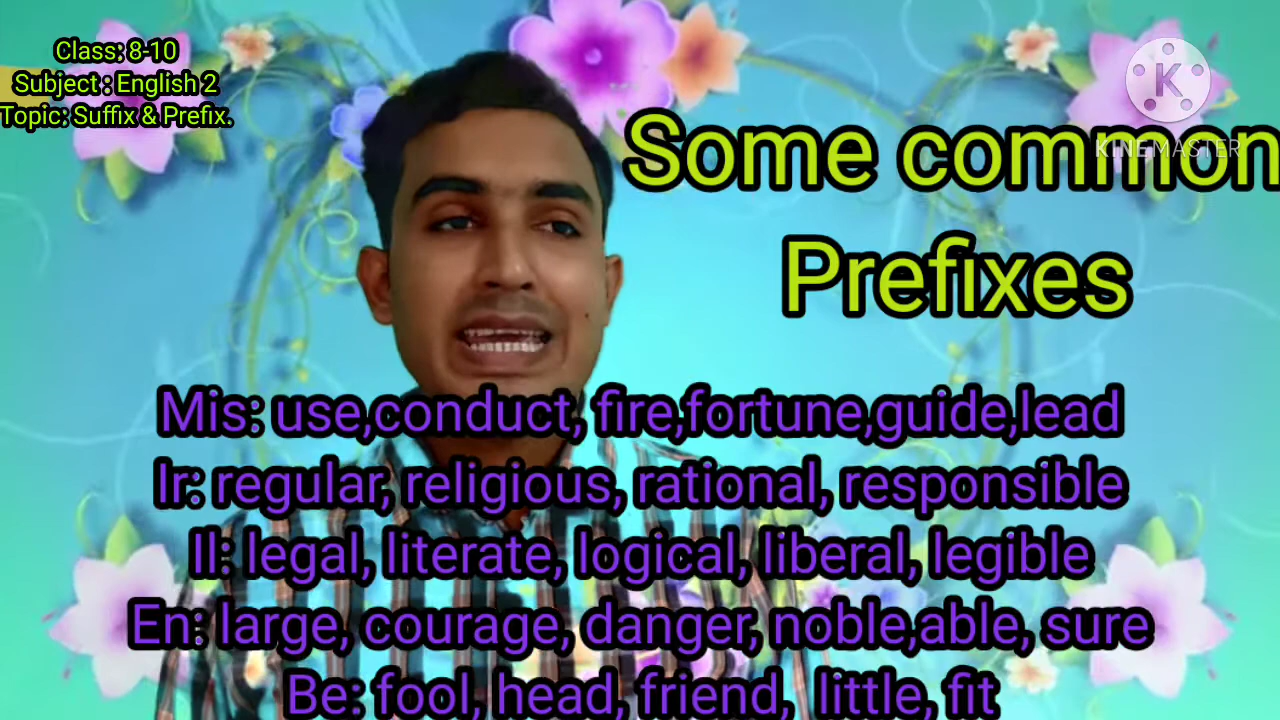 Class: 8-10
Subject : English 2
Topic: Suffix & Prefix.
K
KINEMASTER
Some common
Prefixes
Mis: use,conduct, fire,fortune,guide,lead
Ir: regular, religious, rational, responsible
Il: legal, literate, logical, liberal, legible
En: large, courage, danger, noble,able, sure
Be: fool, head, friend, little, fit